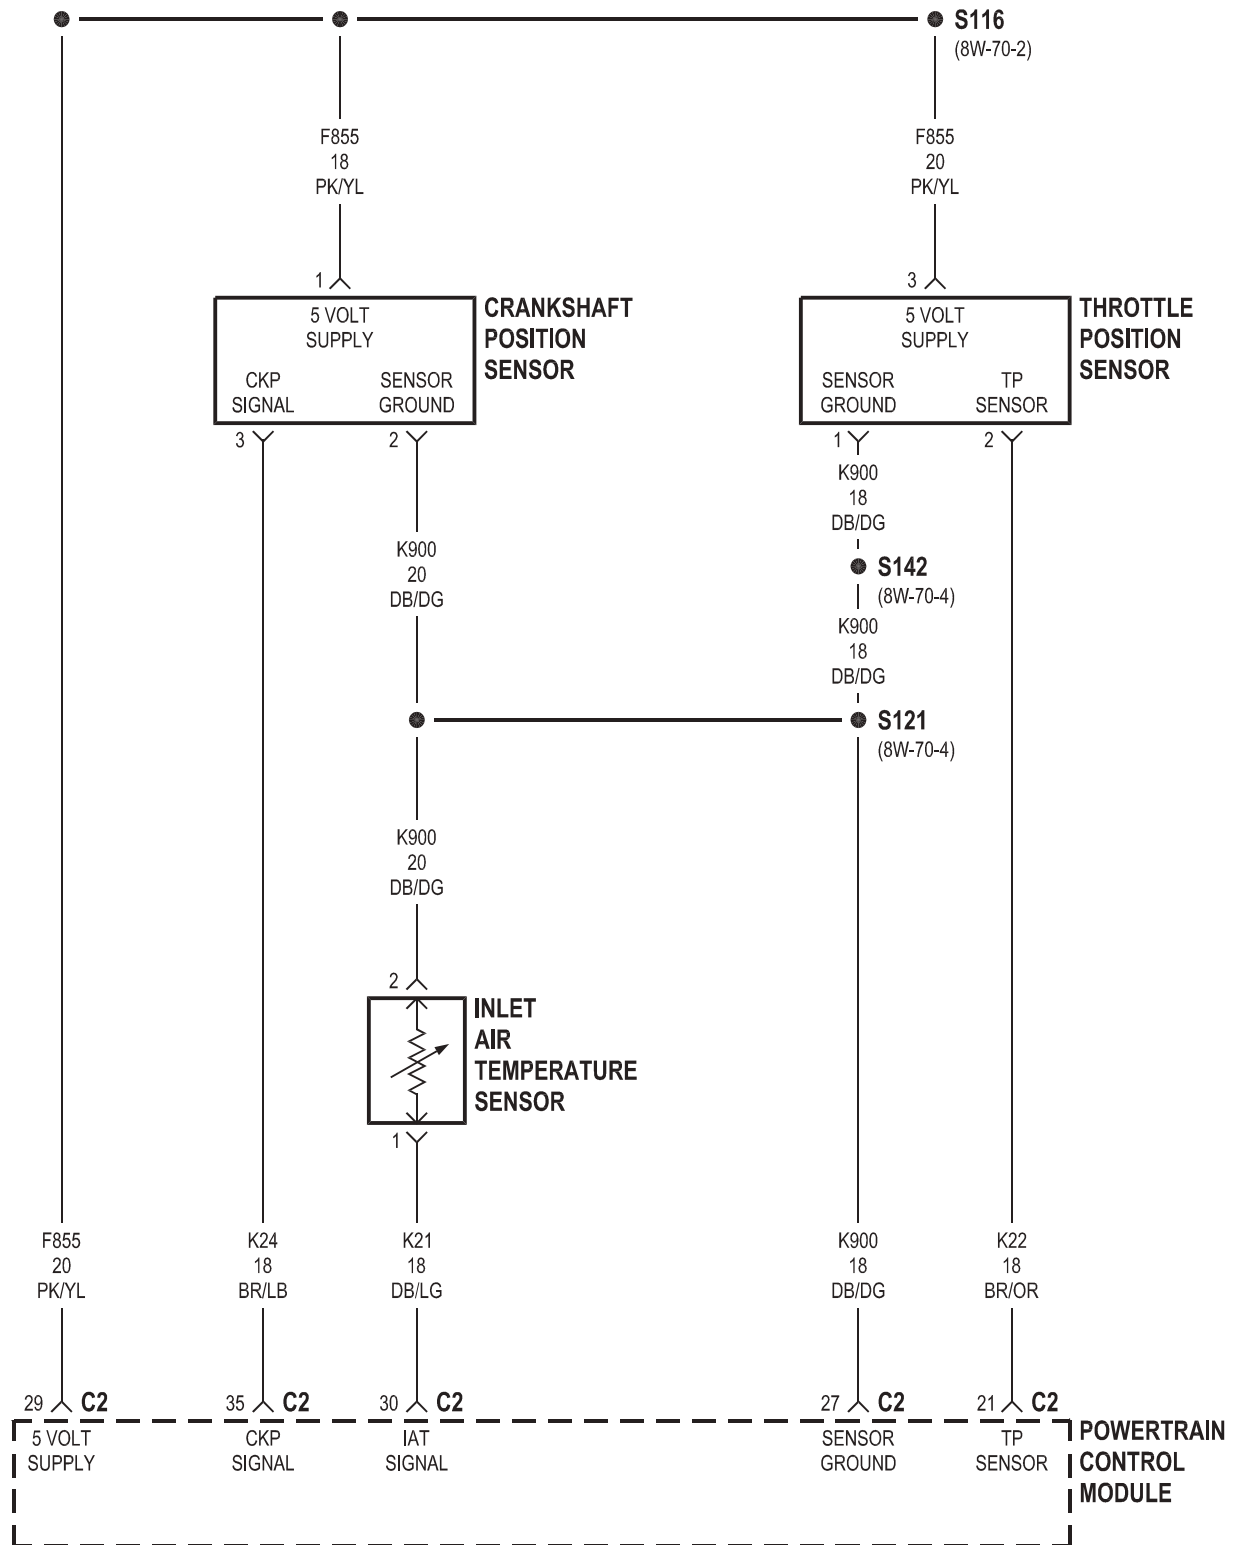 S116
(8W-70-2)
F855
18
PK/YL
F855
20
PK/YL
1
3
5 VOLT
SUPPLY
CKP
SIGNAL
SENSOR
GROUND
CRANKSHAFT
POSITION
SENSOR
5 VOLT
SUPPLY
SENSOR
GROUND
TP
SENSOR
THROTTLE
POSITION
SENSOR
3
2
1
2
K900
18
DB/DG
K900
20
DB/DG
S142
(8W-70-4)
K900
18
DB/DG
S121
(8W-70-4)
K900
20
DB/DG
2
INLET
AIR
TEMPERATURE
SENSOR
1
F855
20
PK/YL
K24
18
BR/LB
K21
18
DB/LG
K900
18
DB/DG
K22
18
BR/OR
29 C2
35 C2
30 C2
27 C2
21 C2
5 VOLT
SUPPLY
CKP
SIGNAL
IAT
SIGNAL
SENSOR
GROUND
TP
SENSOR
POWERTRAIN
CONTROL
MODULE